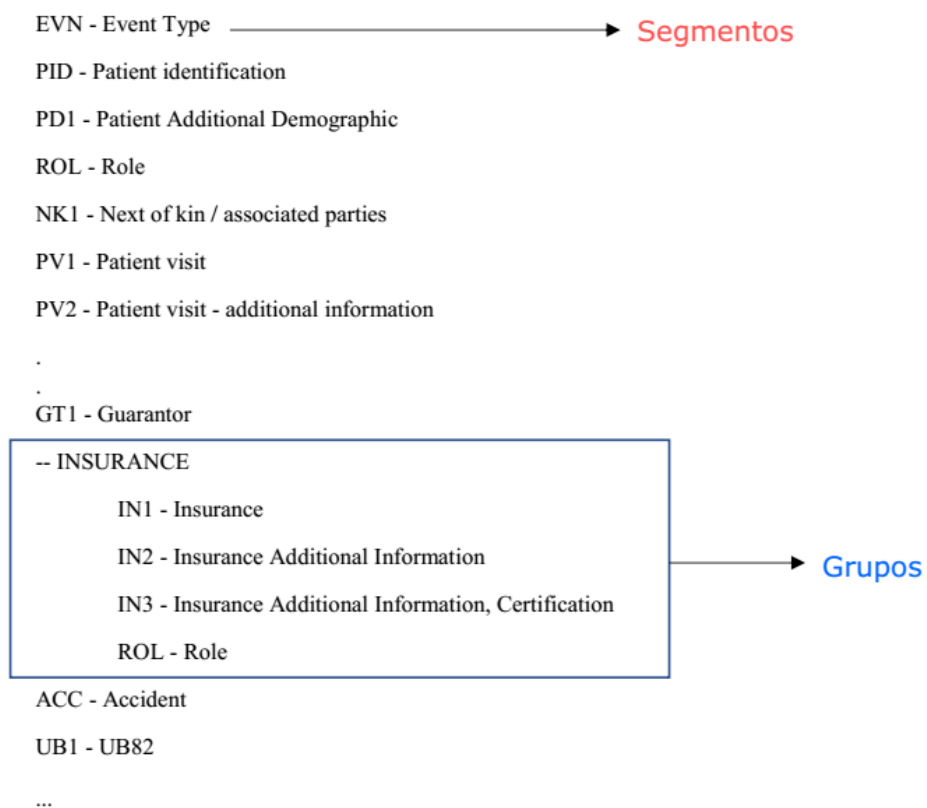 EVN - Event Type
Segmentos
PID - Patient identification
PD1 - Patient Additional Demographic
ROL - Role
NK1 - Next of kin / associated parties
PV1 - Patient visit
PV2 - Patient visit - additional information
.
.
GT1 - Guarantor
-- INSURANCE
IN1 - Insurance
IN2 - Insurance Additional Information
Grupos
IN3 - Insurance Additional Information, Certification
ROL - Role
ACC - Accident
UB1 - UB82
...